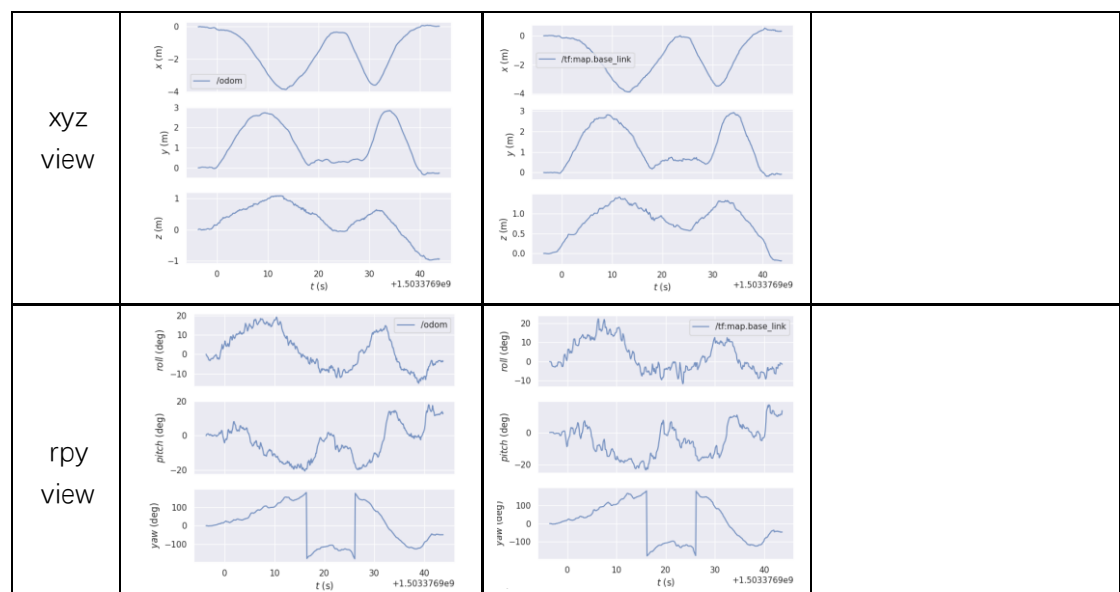 xyz
view
x (m)
0
−2
−4
/odom
y (m)
3
2
1
0
z (m)
1
0
−1
0 10 20 30 40
t (s)
+1.5033769e9
x (m)
0
−2
−4
/tf:map.base_link
y (m)
3
2
1
0
z (m)
1.0
0.5
0.0
0 10 20 30 40
t (s)
+1.5033769e9
rpy
view
roll (deg)
20
10
0
−10
/odom
pitch (deg)
20
0
−20
yaw (deg)
100
0
−100
0 10 20 30 40
t (s)
+1.5033769e9
roll (deg)
20
10
0
−10
/tf:map.base_link
pitch (deg)
0
−20
yaw (deg)
100
0
−100
0 10 20 30 40
t (s)
+1.5033769e9